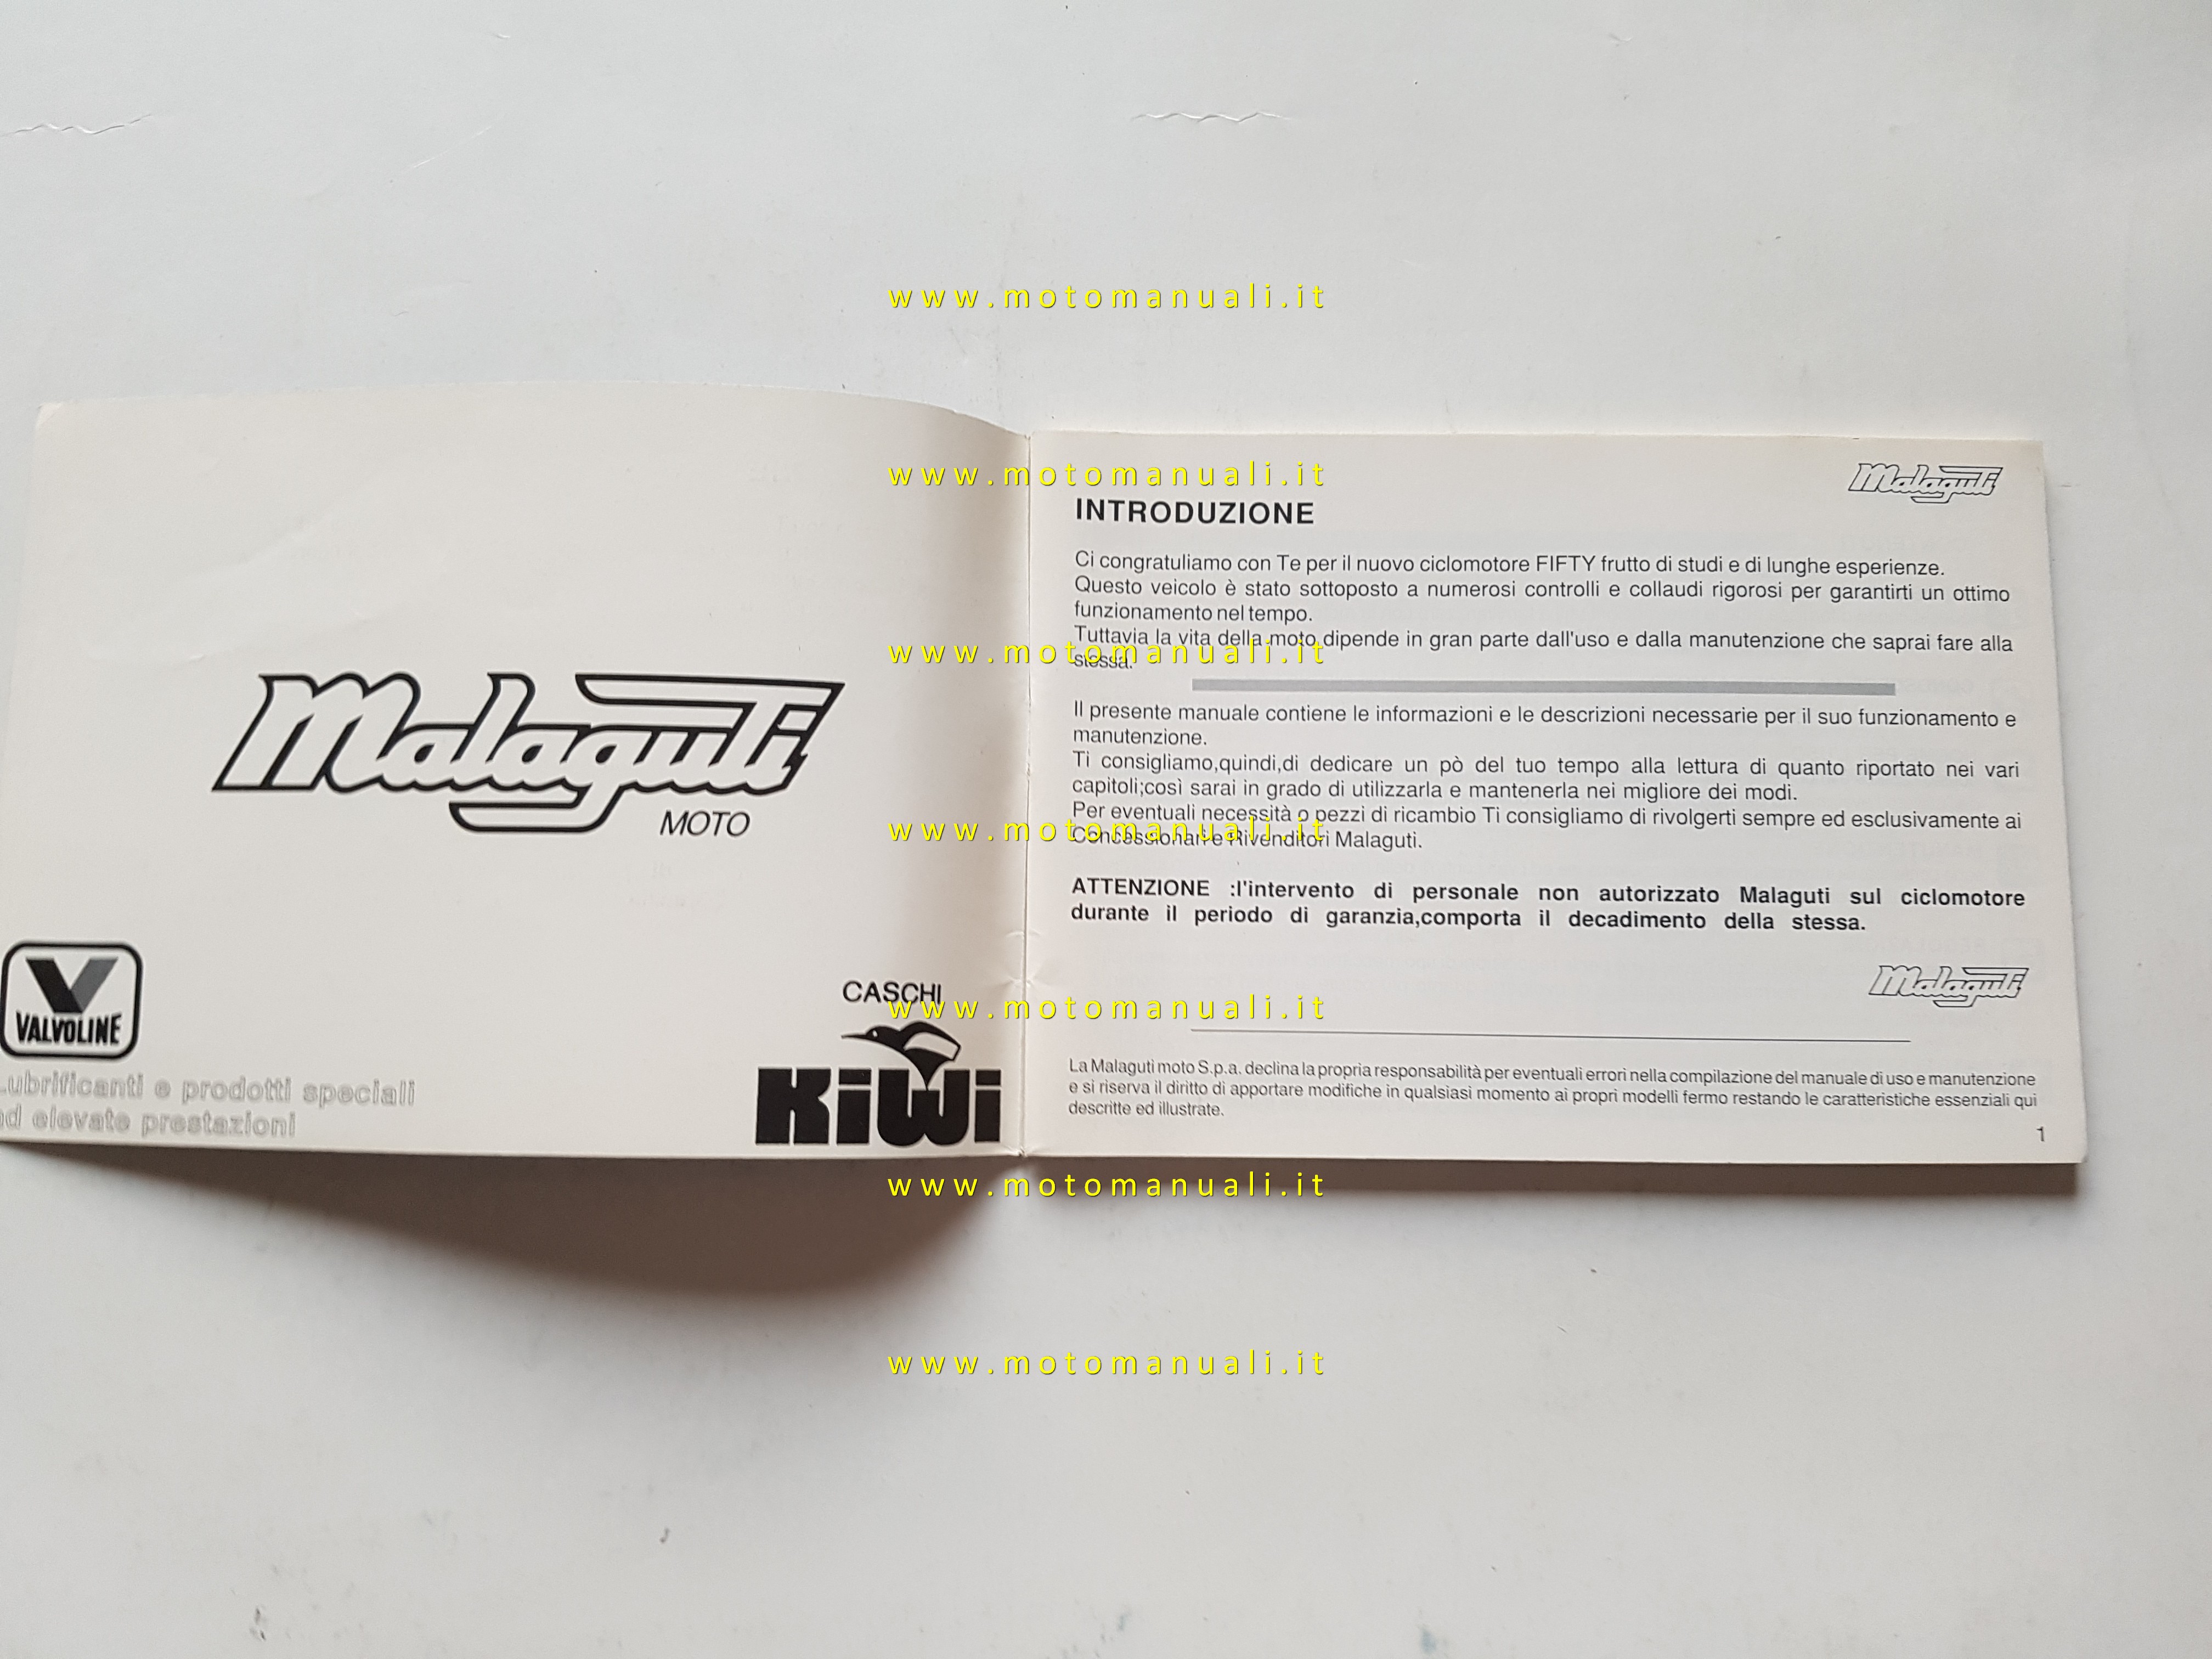 Malaguti
MOTO
VALVOLINE
Lubrificanti e prodotti speciali
ad elevate prestazioni
CASCHI
KiWi
Malaguti
INTRODUZIONE
Ci congratuliamo con Te per il nuovo ciclomotore FIFTY frutto di studi e di lunghe esperienze.
Questo veicolo è stato sottoposto a numerosi controlli e collaudi rigorosi per garantirti un ottimo
funzionamento nel tempo.
Tuttavia la vita della moto dipende in gran parte dall'uso e dalla manutenzione che saprai fare alla
stessa.
Il presente manuale contiene le informazioni e le descrizioni necessarie per il suo funzionamento e
manutenzione.
Ti consigliamo,quindi,di dedicare un pò del tuo tempo alla lettura di quanto riportato nei vari
capitoli;così sarai in grado di utilizzarla e mantenerla nei migliore dei modi.
Per eventuali necessità o pezzi di ricambio Ti consigliamo di rivolgerti sempre ed esclusivamente ai
Concessionari e Rivenditori Malaguti.
ATTENZIONE :l'intervento di personale non autorizzato Malaguti sul ciclomotore
durante il periodo di garanzia,comporta il decadimento della stessa.
Malaguti
La Malaguti moto S.p.a. declina la propria responsabilità per eventuali errori nella compilazione del manuale di uso e manutenzione
e si riserva il diritto di apportare modifiche in qualsiasi momento ai propri modelli fermo restando le caratteristiche essenziali qui
descritte ed illustrate.
1
www.motomanuali.it
www.motomanuali.it
www.motomanuali.it
www.motomanuali.it
www.motomanuali.it
www.motomanuali.it
www.motomanuali.it